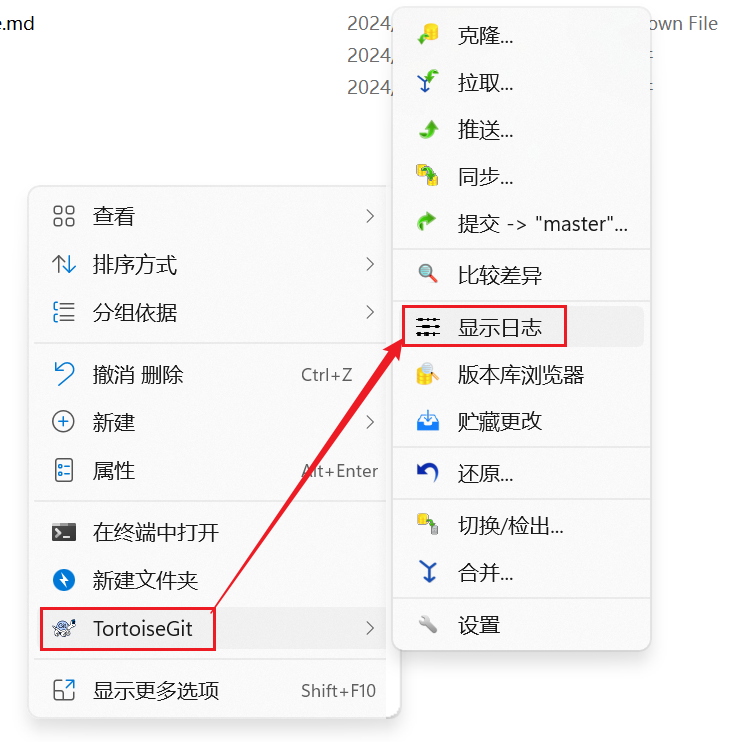 e.md
2024/
own File
2024/
2024/
克隆...
拉取...
推送...
同步...
提交 -> "master"...
比较差异
显示日志
版本库浏览器
贮藏更改
还原...
切换/检出...
合并...
设置
查看
排序方式
分组依据
撤消 删除 Ctrl+Z
新建
属性 Alt+Enter
在终端中打开
新建文件夹
TortoiseGit
显示更多选项 Shift+F10